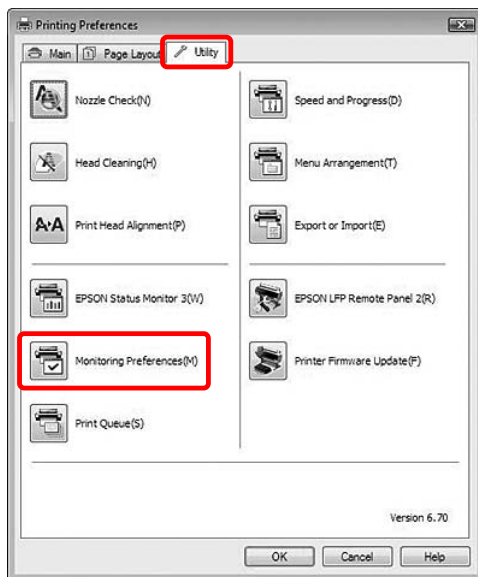 Printing Preferences
Main
Page Layout
Utility
Nozzle Check(N)
Speed and Progress(D)
Head Cleaning(H)
Menu Arrangement(T)
A·A
Print Head Alignment(P)
Export or Import(E)
EPSON Status Monitor 3(W)
EPSON LFP Remote Panel 2(R)
Monitoring Preferences(M)
Printer Firmware Update(F)
Print Queue(S)
Version 6.70
OK
Cancel
Help